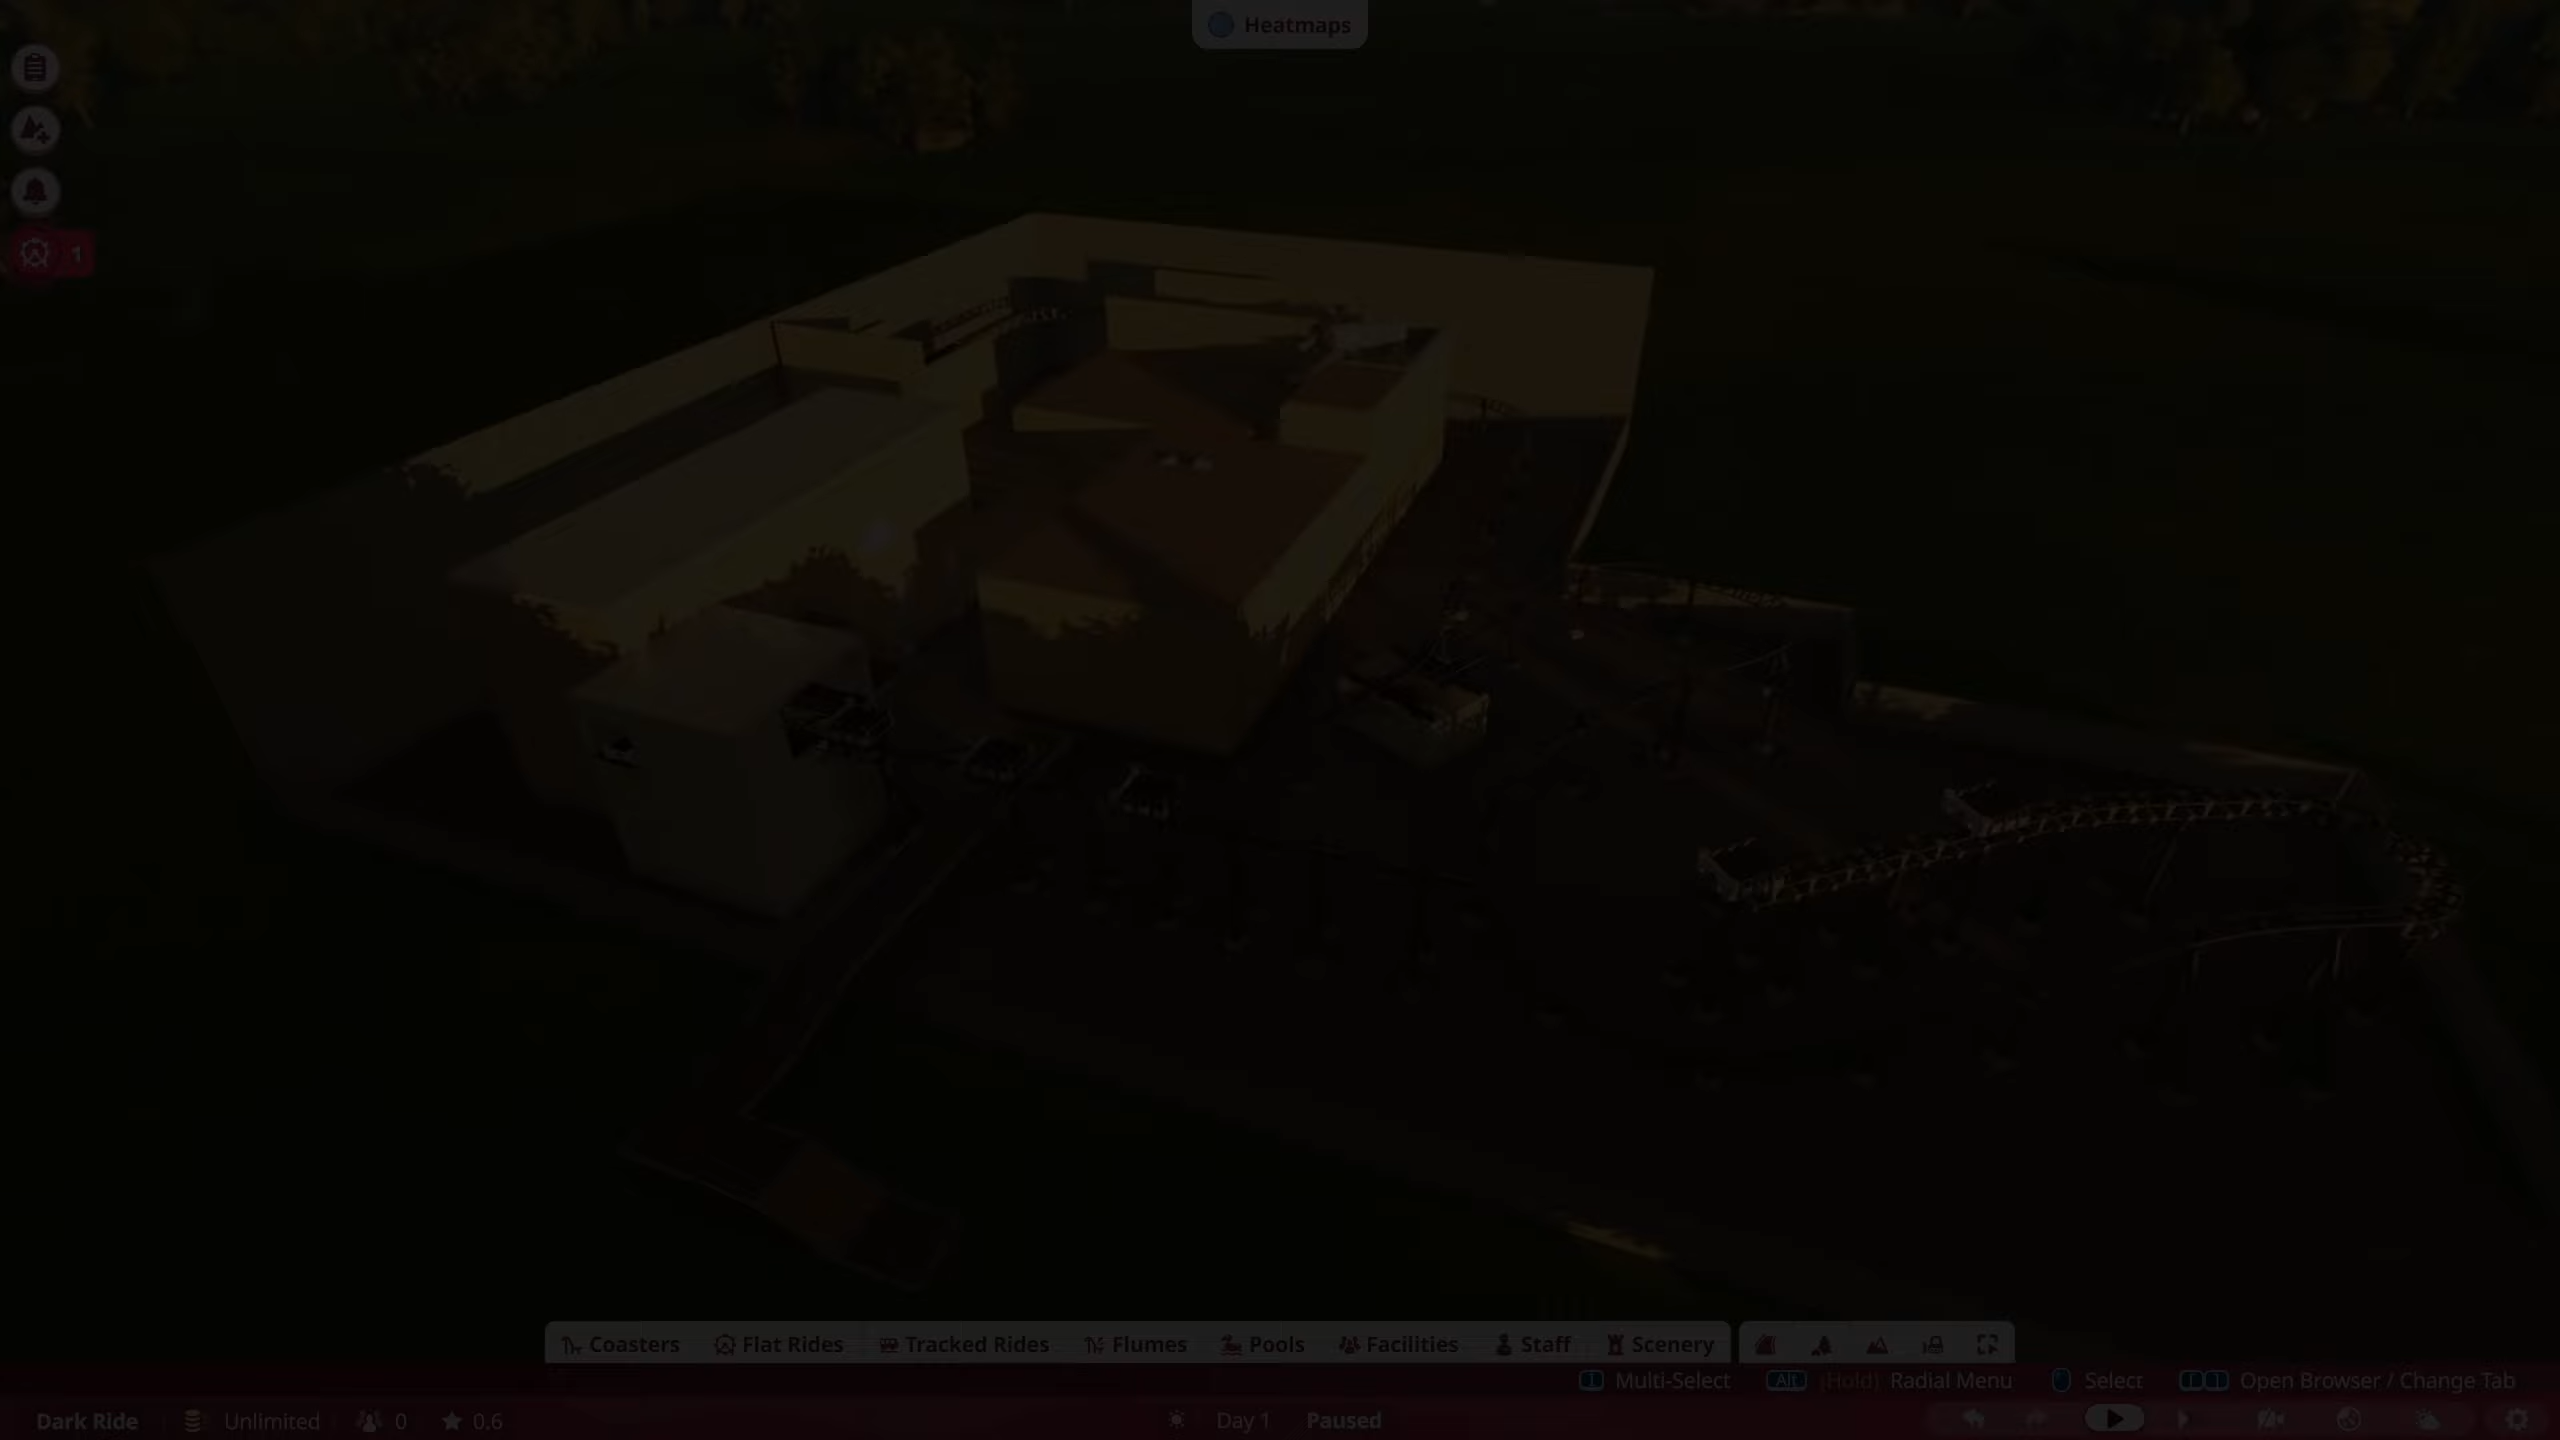 Heatmaps
1
Coasters Flat Rides Tracked Rides Flumes Pools Facilities Staff Scenery
Multi-Select Alt (Hold) Radial Menu Select Open Browser / Change Tab
Dark Ride Unlimited 0 0.6 Day 1 Paused